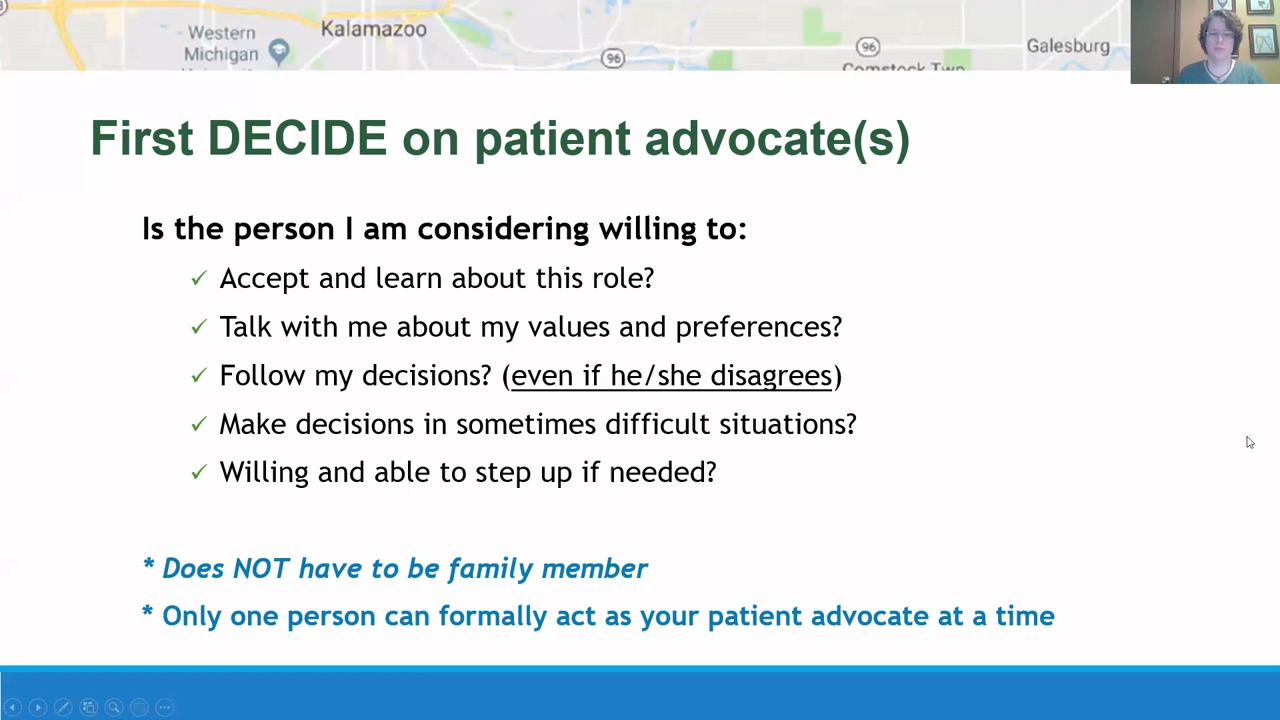 Western
Michigan
Kalamazoo
96
96
Galesburg
Comstock Twp
First DECIDE on patient advocate(s)
Is the person I am considering willing to:
✓ Accept and learn about this role?
✓ Talk with me about my values and preferences?
✓ Follow my decisions? (even if he/she disagrees)
✓ Make decisions in sometimes difficult situations?
✓ Willing and able to step up if needed?
* Does NOT have to be family member
* Only one person can formally act as your patient advocate at a time